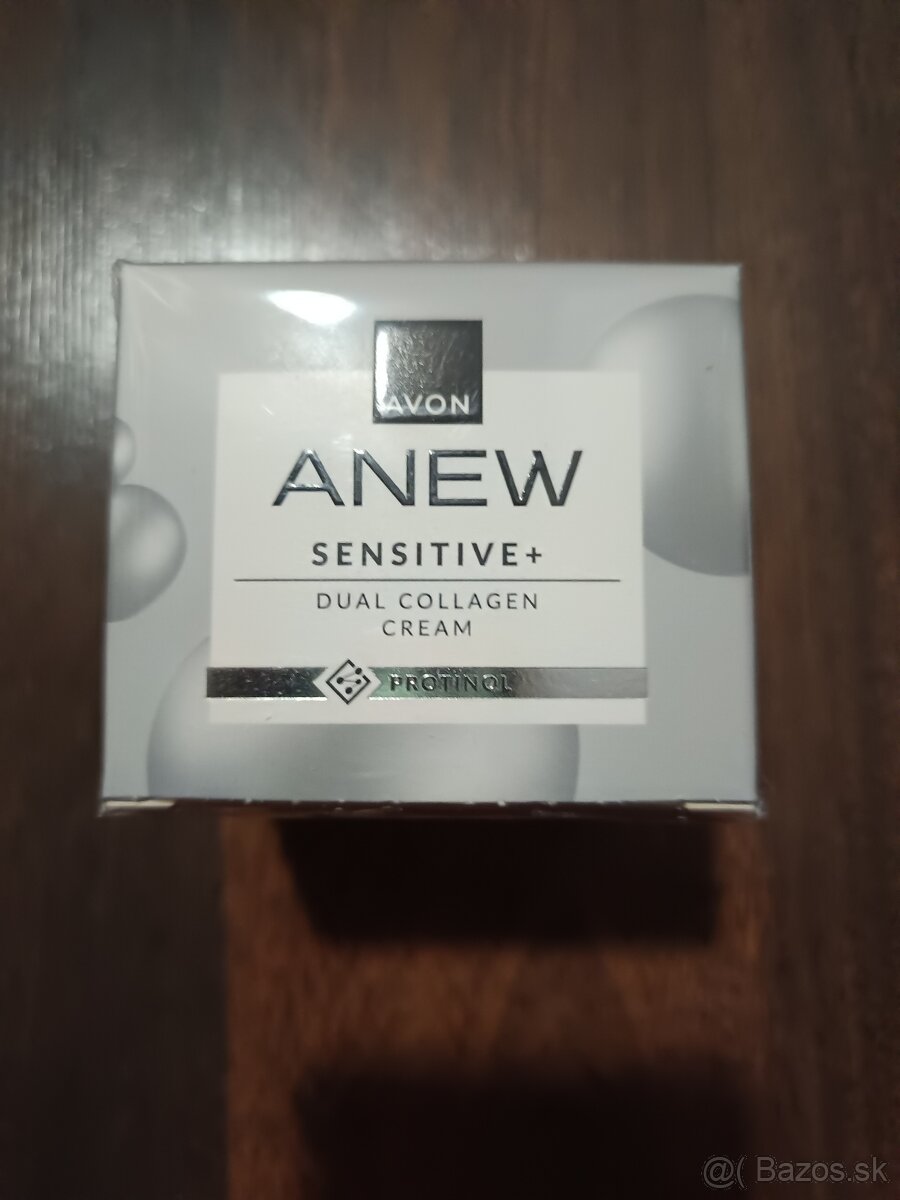 AVON
ANEW
SENSITIVE+
DUAL COLLAGEN
CREAM
PROTINOL
@( Bazos.sk